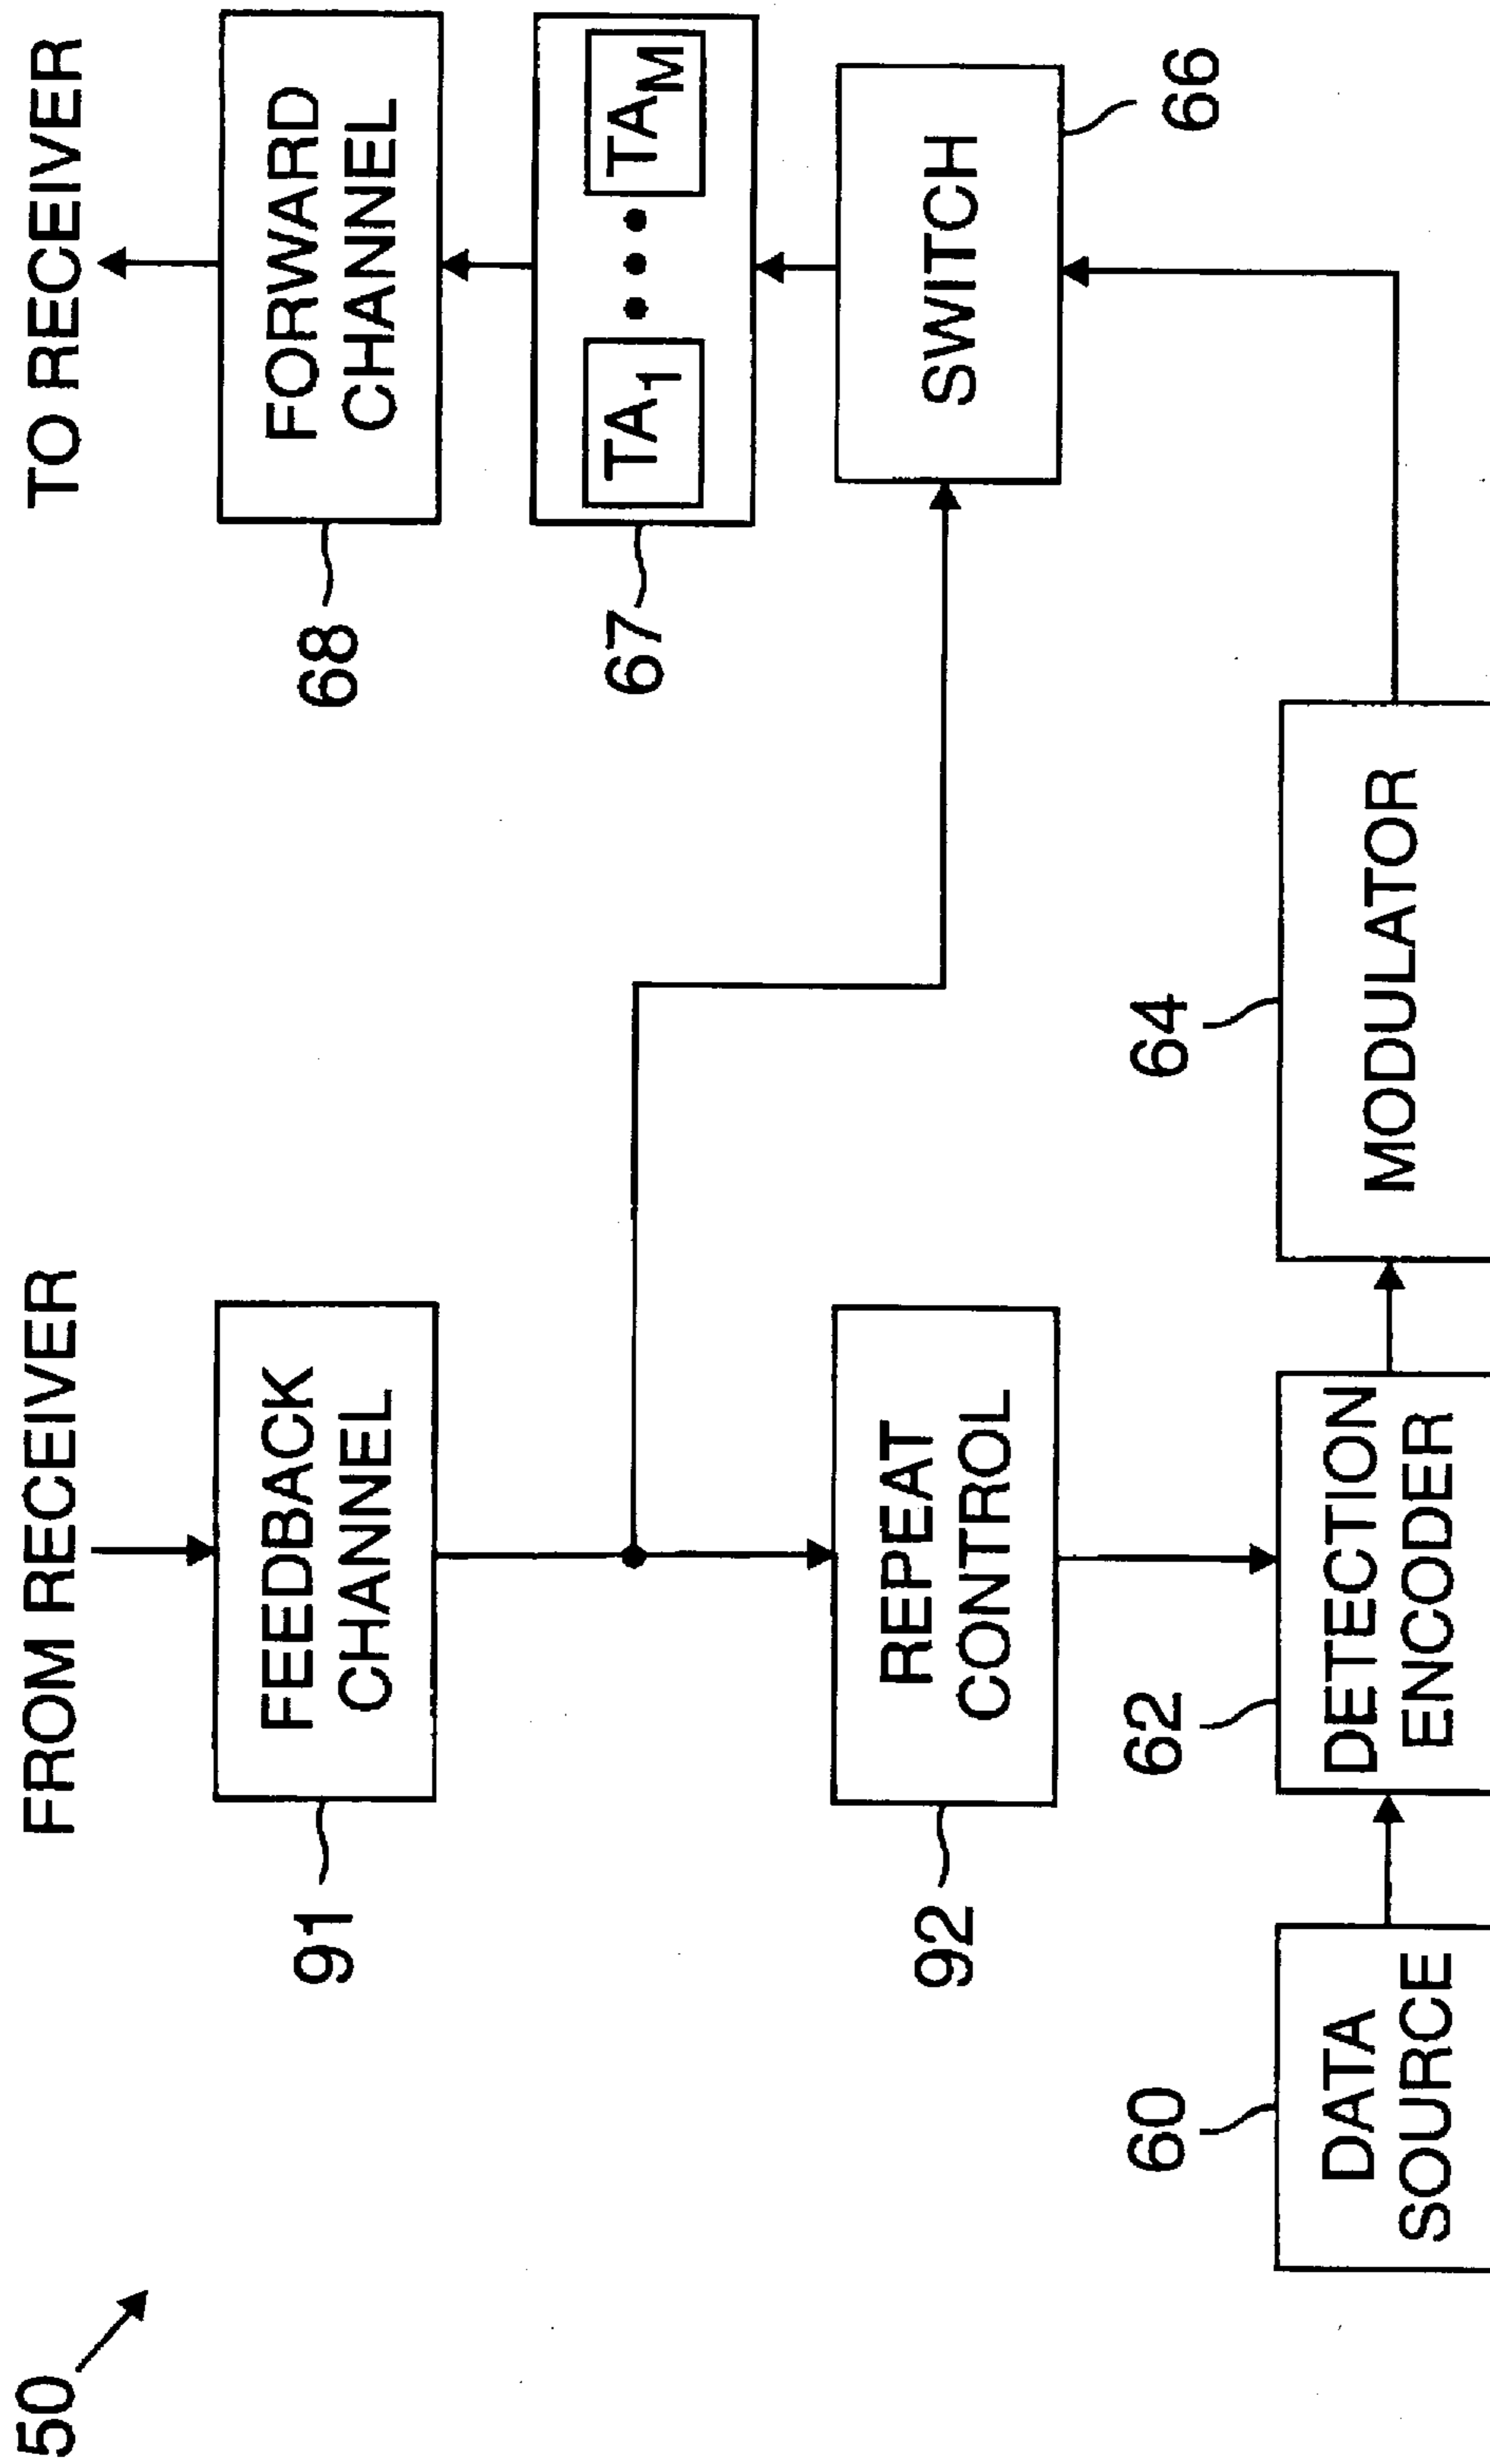 50
FROM RECEIVER
TO RECEIVER
91
FEEDBACK
CHANNEL
68
FORWARD
CHANNEL
67
TA1
TAM
92
REPEAT
CONTROL
SWITCH
66
60
DATA
SOURCE
62
DETECTION
ENCODER
64
MODULATOR